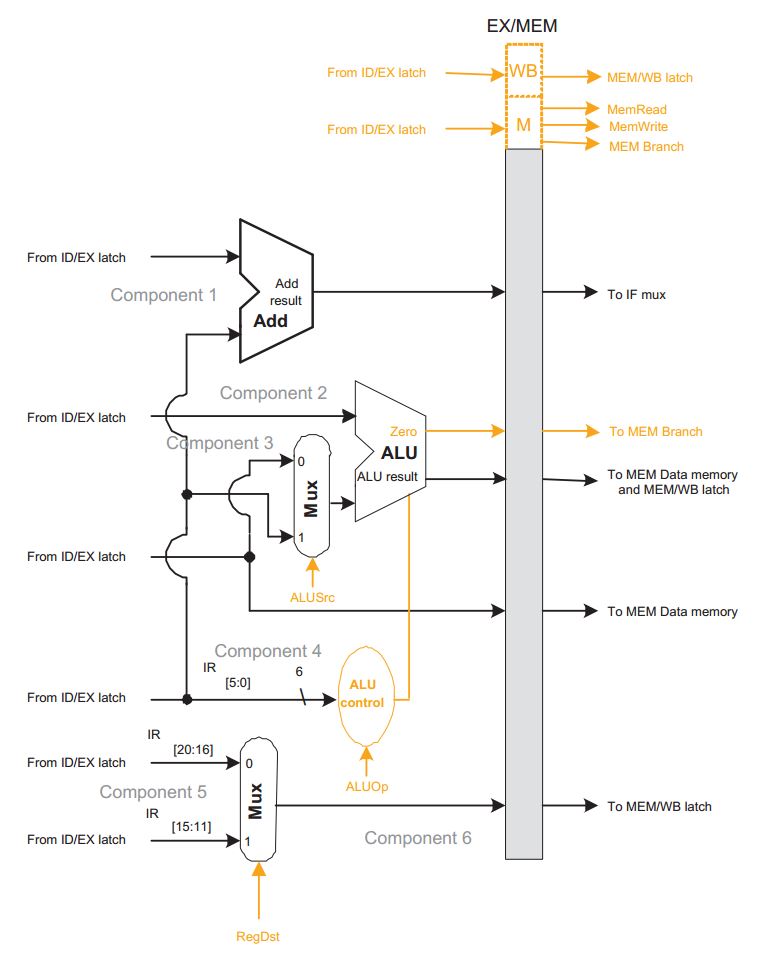 EX/MEM
From ID/EX latch
WB
MEM/WB latch
MemRead
From ID/EX latch
M
MemWrite
MEM Branch
From ID/EX latch
Component 1
Add
result
Add
To IF mux
Component 2
From ID/EX latch
Zero
To MEM Branch
Component 3
0
Mux
1
ALU
ALU result
To MEM Data memory
and MEM/WB latch
From ID/EX latch
ALUSrc
To MEM Data memory
Component 4
IR
[5:0]
6
From ID/EX latch
ALU
control
IR
[20:16]
From ID/EX latch
0
ALUOp
Component 5
Mux
To MEM/WB latch
IR
[15:11]
From ID/EX latch
1
Component 6
RegDst